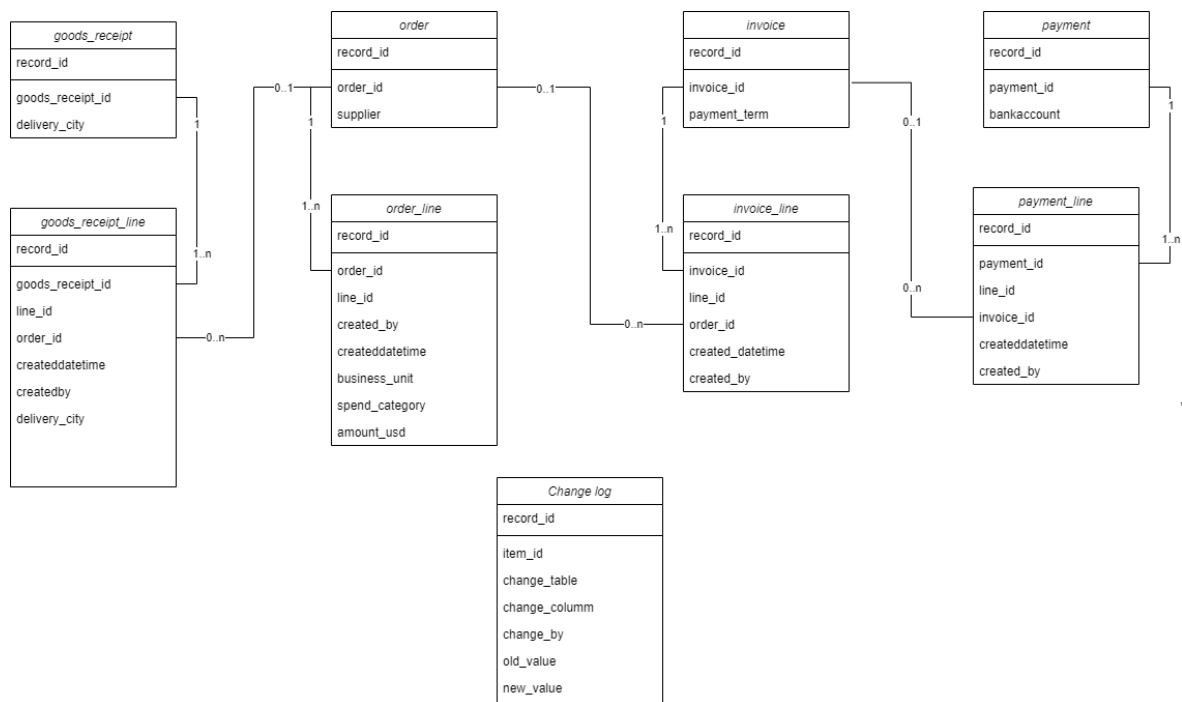 goods_receipt
record_id
goods_receipt_id
delivery_city
order
record_id
order_id
supplier
invoice
record_id
invoice_id
payment_term
payment
record_id
payment_id
bankaccount
0..1
1
1
0..1
1
0..1
1
goods_receipt_line
record_id
goods_receipt_id
line_id
order_id
createddatetime
createdby
delivery_city
order_line
record_id
order_id
line_id
created_by
createddatetime
business_unit
spend_category
amount_usd
invoice_line
record_id
invoice_id
line_id
order_id
created_datetime
created_by
payment_line
record_id
payment_id
line_id
invoice_id
createddatetime
created_by
1..n
1..n
1..n
1..n
0..n
0..n
0..n
Change log
record_id
item_id
change_table
change_columm
change_by
old_value
new_value